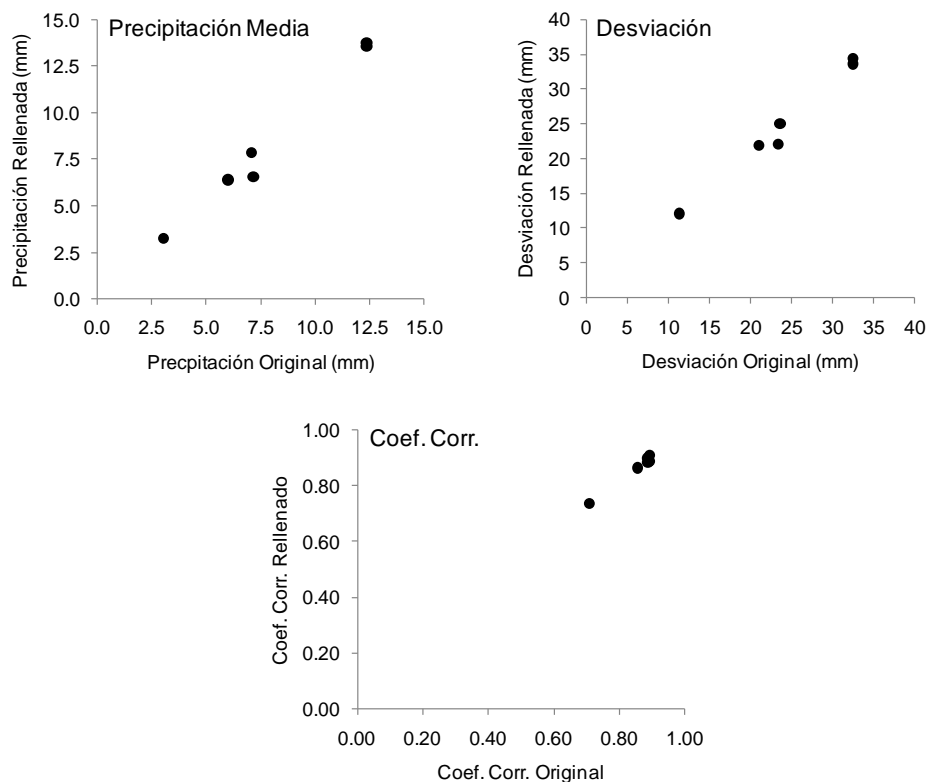 Precipitación Media
Precipitación Rellenada (mm)
15.0
12.5
10.0
7.5
5.0
2.5
0.0
0.0 2.5 5.0 7.5 10.0 12.5 15.0
Precpitación Original (mm)
Desviación
Desviación Rellenada (mm)
40
35
30
25
20
15
10
5
0
0 5 10 15 20 25 30 35 40
Desviación Original (mm)
Coef. Corr.
Coef. Corr. Rellenado
1.00
0.80
0.60
0.40
0.20
0.00
0.00 0.20 0.40 0.60 0.80 1.00
Coef. Corr. Original